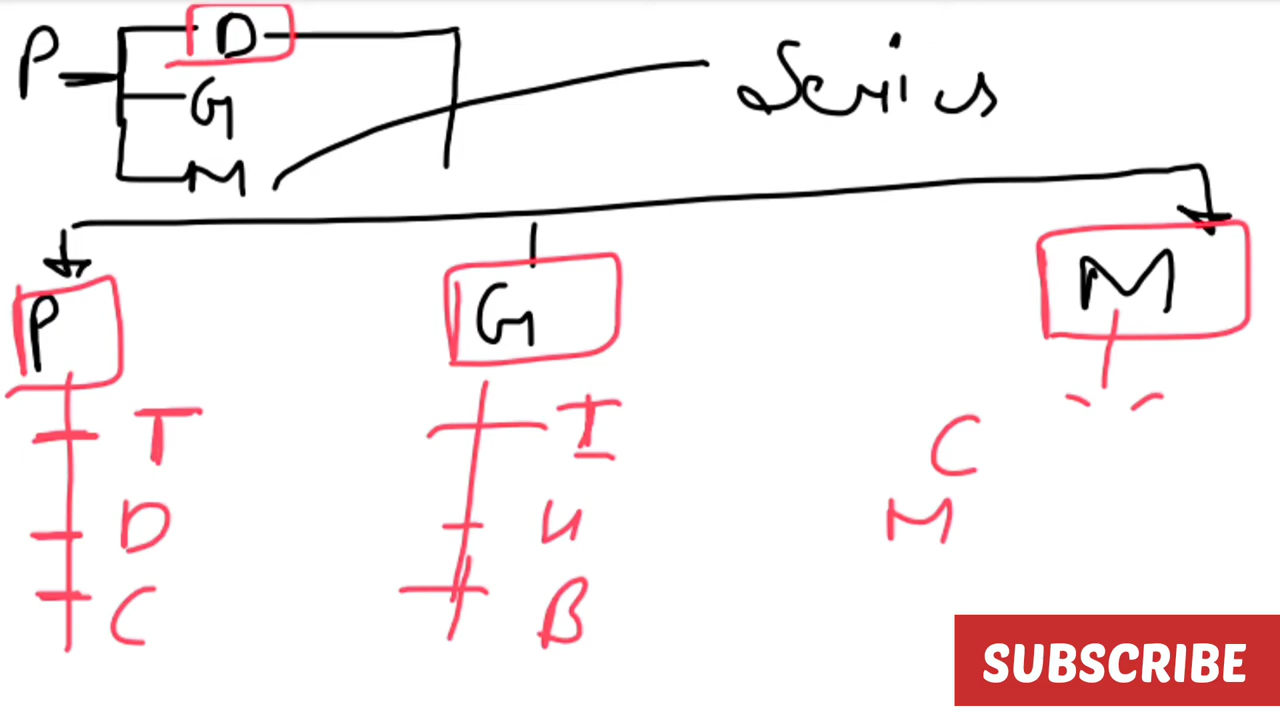 D
P
G
Series
M
P G M
T I C
D U M
C B
SUBSCRIBE